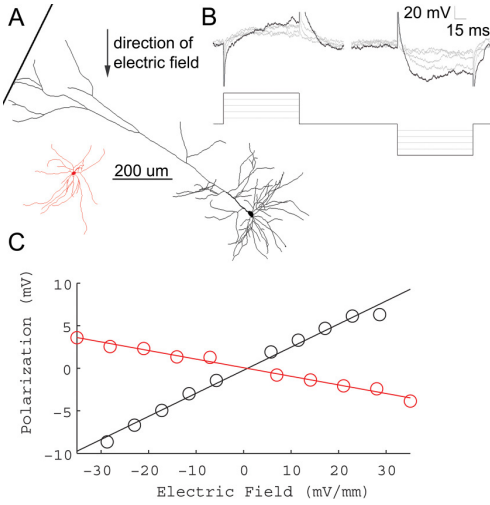 A
direction of
electric field
200 um
B
20 mV
15 ms
C
Polarization (mV)
10
5
0
−5
−10
−30 −20 −10 0 10 20 30
Electric Field (mV/mm)